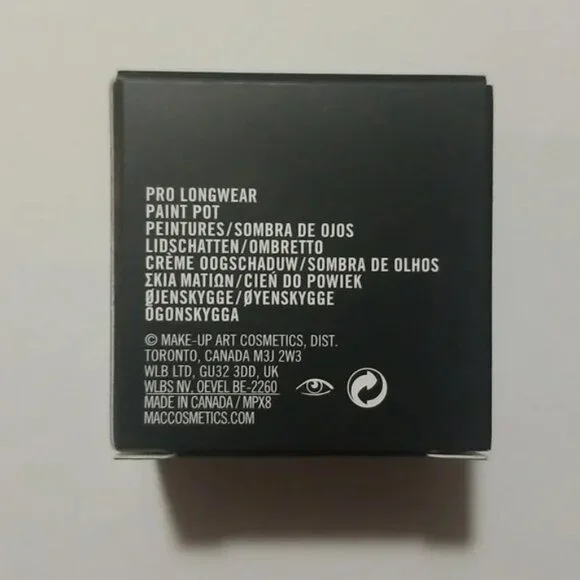 PRO LONGWEAR
PAINT POT
PEINTURES/SOMBRA DE OJOS
LIDSCHATTEN/OMBRETTO
CRÈME OOGSCHADUW/SOMBRA DE OLHOS
ΣΚΙΑ ΜΑΤΙΩΝ/CIEŃ DO POWIEK
ØJENSKYGGE/ØYENSKYGGE
ÖGONSKYGGA
© MAKE-UP ART COSMETICS, DIST.
TORONTO, CANADA M3J 2W3
WLB LTD, GU32 3DD, UK
WLBS NV. OEVEL BE-2260
MADE IN CANADA / MPX8
MACCOSMETICS.COM